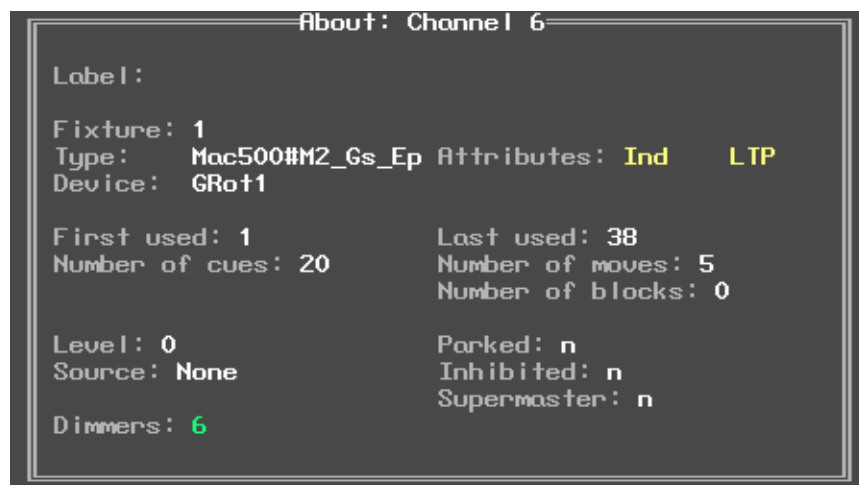 About: Channel 6
Label:
Fixture: 1
Type: Mac500#M2_Gs_Ep Attributes: Ind LTP
Device: GRot1
First used: 1 Last used: 38
Number of cues: 20 Number of moves: 5
Number of blocks: 0
Level: 0 Parked: n
Source: None Inhibited: n
Supermaster: n
Dimmers: 6